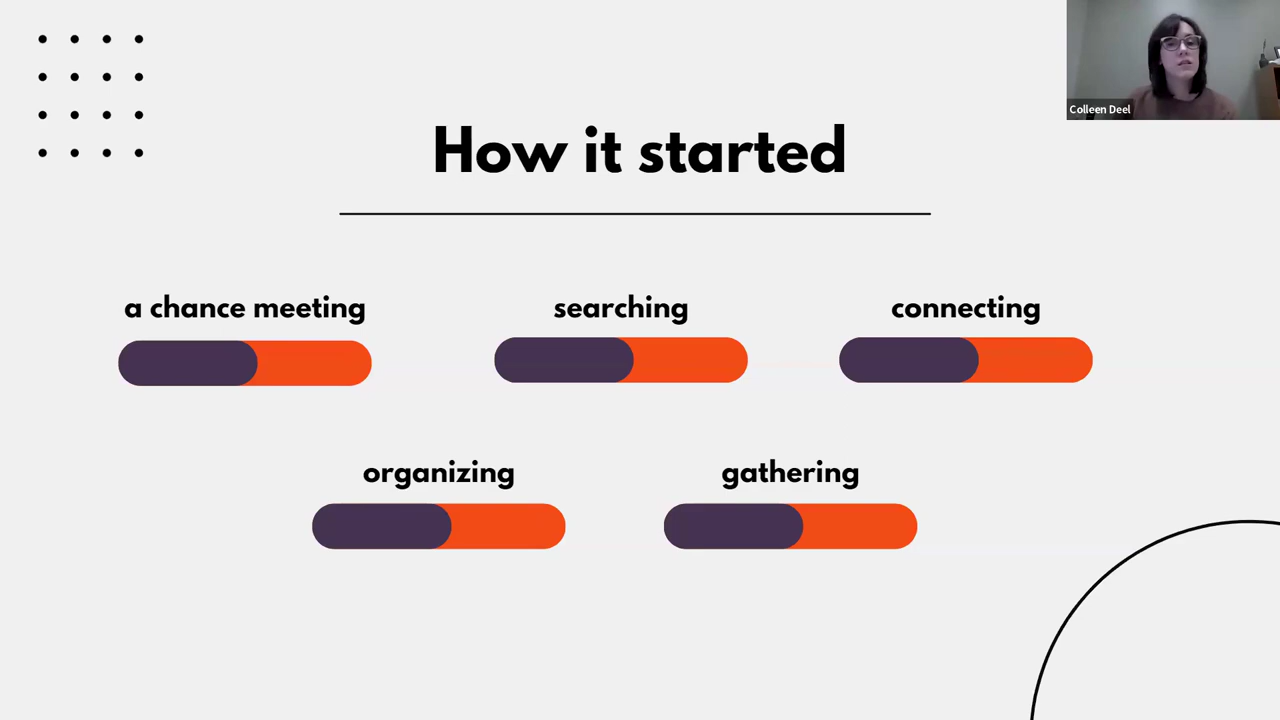 Colleen Deel
How it started
a chance meeting
searching
connecting
organizing
gathering